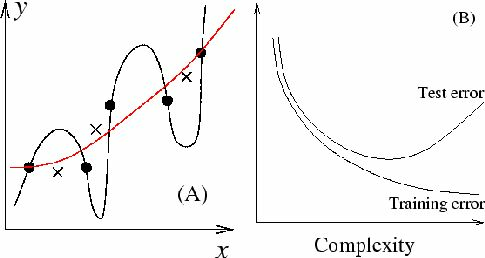 y
(A)
x
(B)
Test error
Training error
Complexity